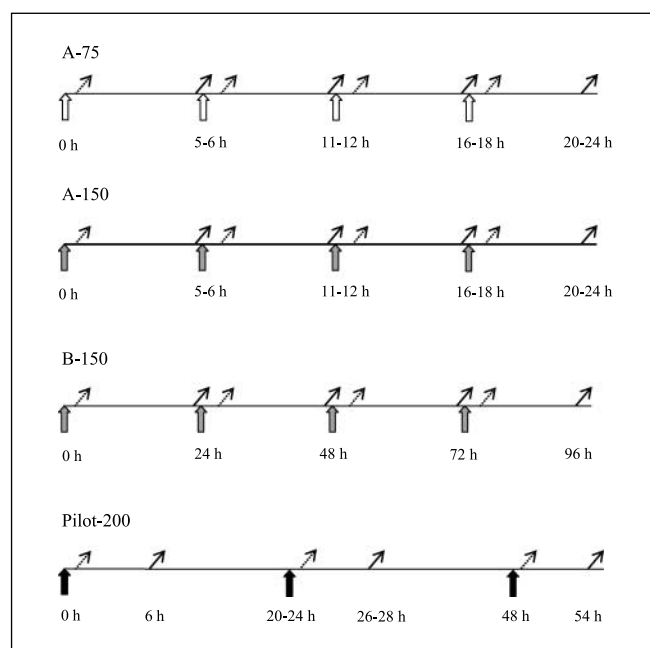 A-75
0 h 5-6 h 11-12 h 16-18 h 20-24 h
A-150
0 h 5-6 h 11-12 h 16-18 h 20-24 h
B-150
0 h 24 h 48 h 72 h 96 h
Pilot-200
0 h 6 h 20-24 h 26-28 h 48 h 54 h